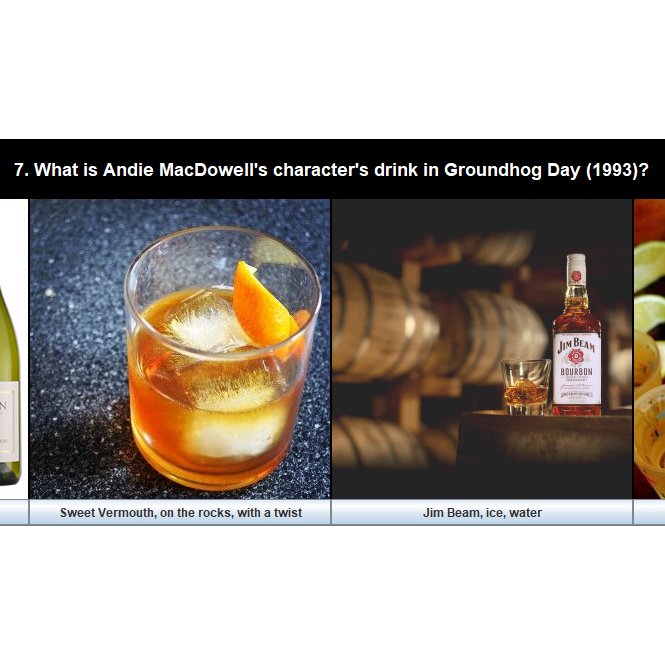 7. What is Andie MacDowell's character's drink in Groundhog Day (1993)?
JIM BEAM
BOURBON
Sweet Vermouth, on the rocks, with a twist
Jim Beam, ice, water